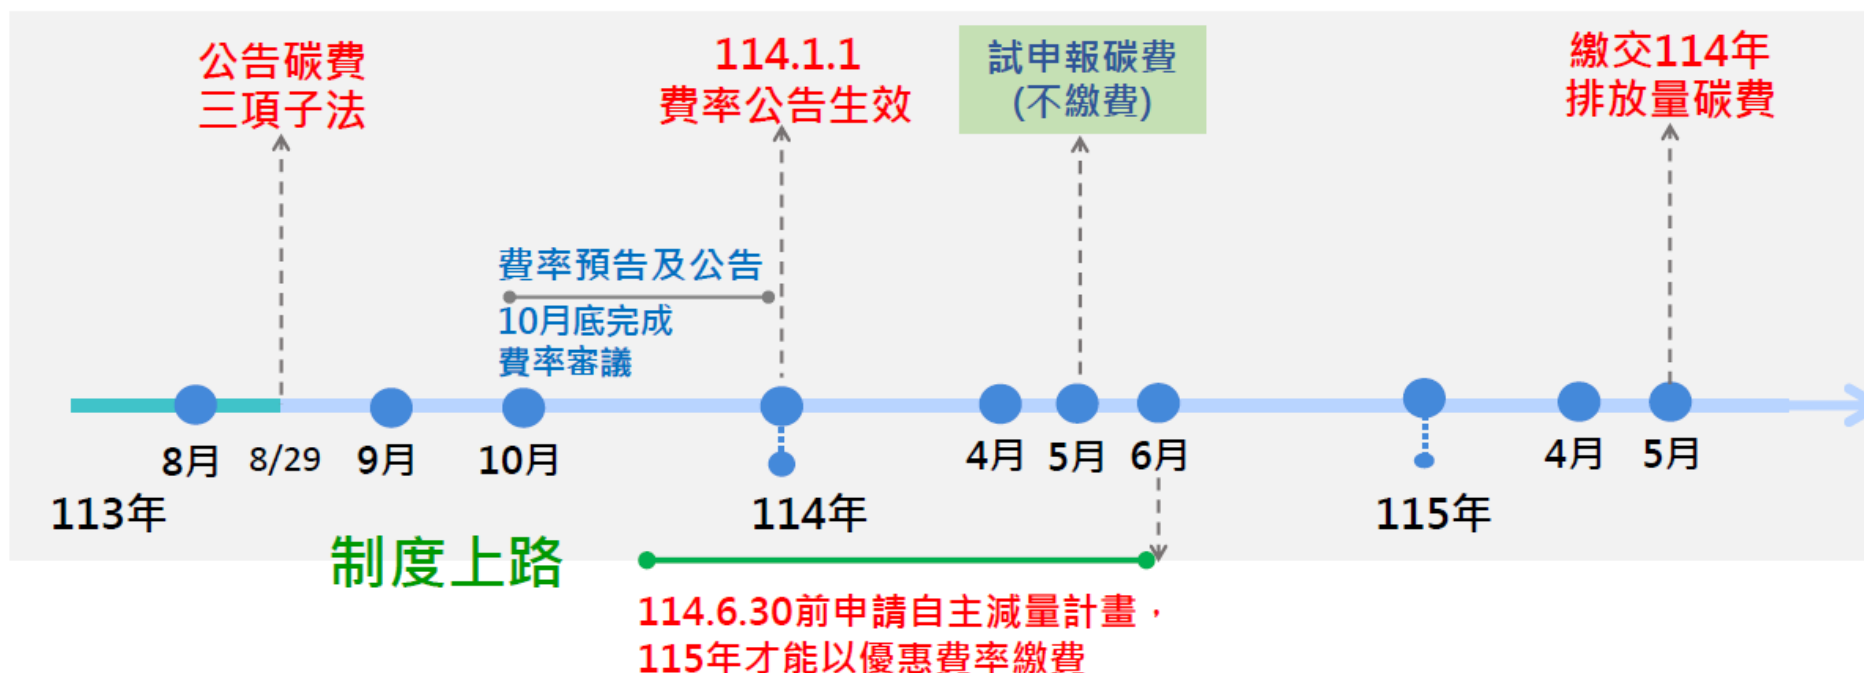 公告碳費
三項子法
114.1.1
費率公告生效
試申報碳費
(不繳費)
繳交114年
排放量碳費
費率預告及公告
10月底完成
費率審議
8月
8/29
9月
10月
4月
5月
6月
4月
5月
113年
114年
115年
制度上路
114.6.30前申請自主減量計畫，
115年才能以優惠費率繳費